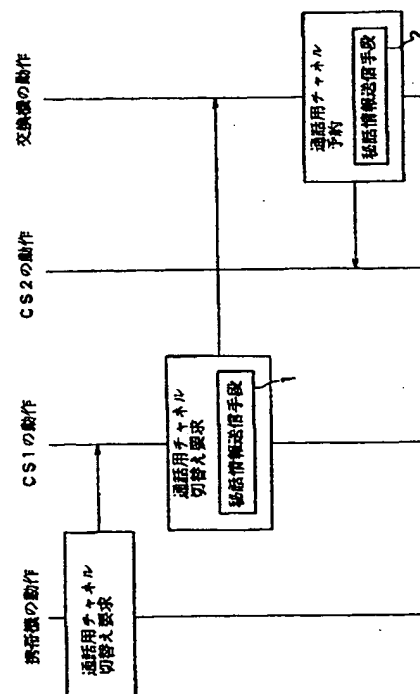 携帯機の動作
CS1の動作
CS2の動作
交換機の動作
通話用チャネル
切替え要求
通話用チャネル
切替え要求
秘話情報送信手段
1
通話用チャネル
予約
秘話情報送信手段
2